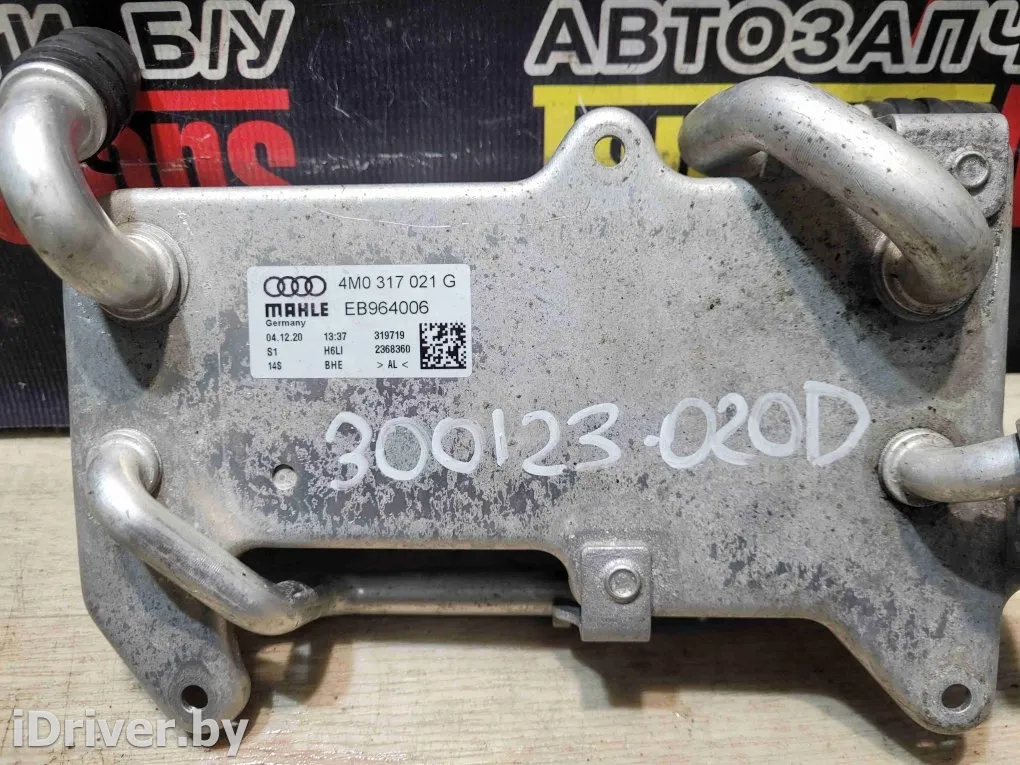 И Б/У
ons
АВТОЗАПЧ
4M0 317 021 G
MAHLE EB964006
Germany
04.12.20 13:37 319719
S1 H6LI 2368360
14S BHE > AL <
300123-020D
iDriver.by